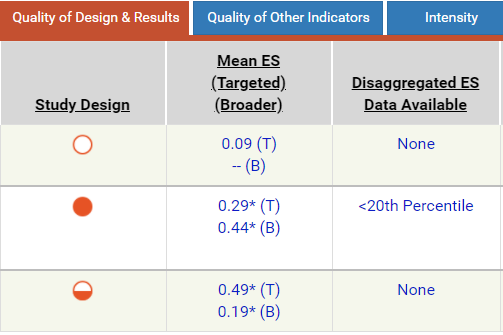 Quality of Design & Results
Quality of Other Indicators
Intensity
Study Design
Mean ES
(Targeted)
(Broader)
Disaggregated ES
Data Available
0.09 (T)
-- (B)
None
0.29* (T)
0.44* (B)
<20th Percentile
0.49* (T)
0.19* (B)
None